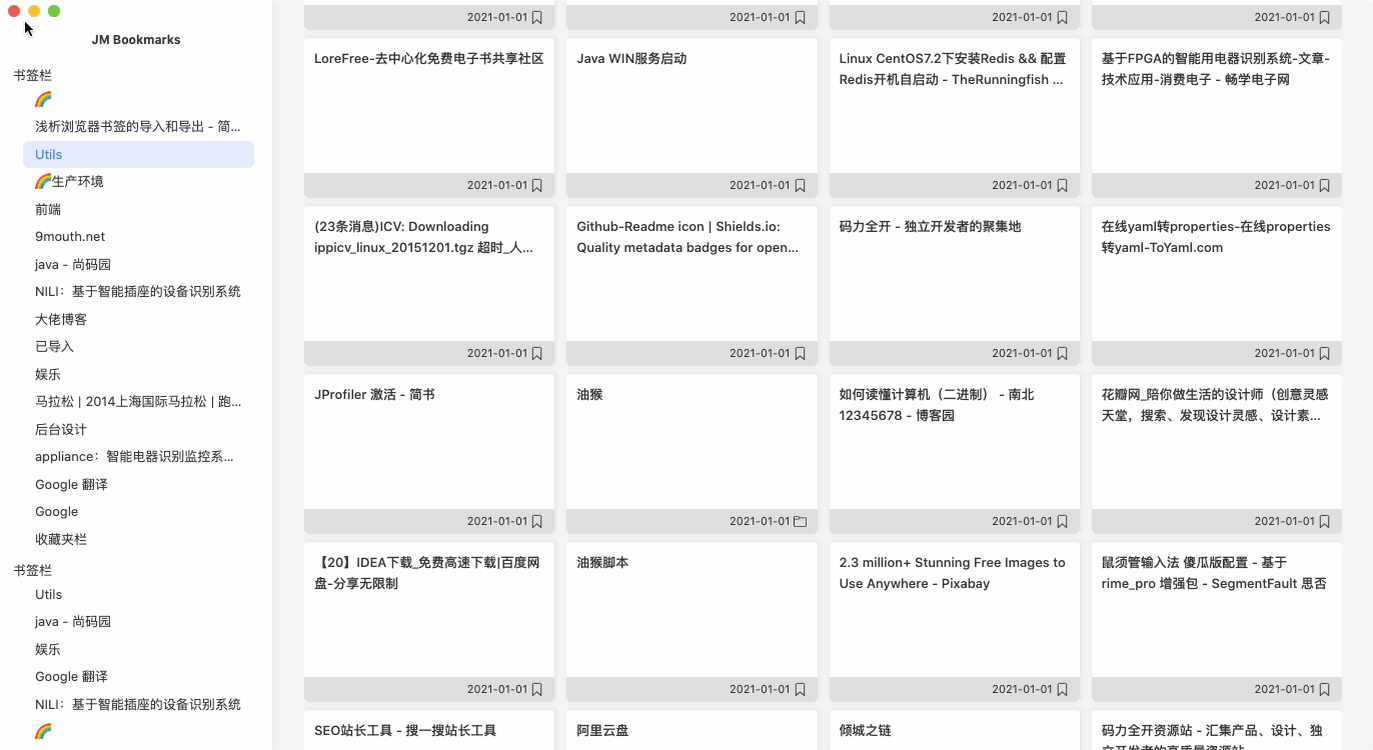 JM Bookmarks
书签栏
🌈
浅析浏览器书签的导入和导出 - 简...
Utils
🌈生产环境
前端
9mouth.net
java - 尚码园
NILI：基于智能插座的设备识别系统
大佬博客
已导入
娱乐
马拉松 | 2014上海国际马拉松 | 跑...
后台设计
appliance：智能电器识别监控系...
Google 翻译
Google
收藏夹栏
书签栏
Utils
java - 尚码园
娱乐
Google 翻译
NILI：基于智能插座的设备识别系统
🌈
2021-01-01
2021-01-01
2021-01-01
2021-01-01
LoreFree-去中心化免费电子书共享社区
2021-01-01
Java WIN服务启动
2021-01-01
Linux CentOS7.2下安装Redis && 配置
Redis开机自启动 - TheRunningfish ...
2021-01-01
基于FPGA的智能用电器识别系统-文章-
技术应用-消费电子 - 畅学电子网
2021-01-01
(23条消息)ICV: Downloading
ippicv_linux_20151201.tgz 超时_人...
2021-01-01
Github-Readme icon | Shields.io:
Quality metadata badges for open...
2021-01-01
码力全开 - 独立开发者的聚集地
2021-01-01
在线yaml转properties-在线properties
转yaml-ToYaml.com
2021-01-01
JProfiler 激活 - 简书
2021-01-01
油猴
2021-01-01
如何读懂计算机（二进制） - 南北
12345678 - 博客园
2021-01-01
花瓣网_陪你做生活的设计师（创意灵感
天堂，搜索、发现设计灵感、设计素...
2021-01-01
【20】IDEA下载_免费高速下载|百度网
盘-分享无限制
2021-01-01
油猴脚本
2021-01-01
2.3 million+ Stunning Free Images to
Use Anywhere - Pixabay
2021-01-01
鼠须管输入法 傻瓜版配置 - 基于
rime_pro 增强包 - SegmentFault 思否
2021-01-01
SEO站长工具 - 搜一搜站长工具
阿里云盘
倾城之链
码力全开资源站 - 汇集产品、设计、独
立开发者的高质量资源站